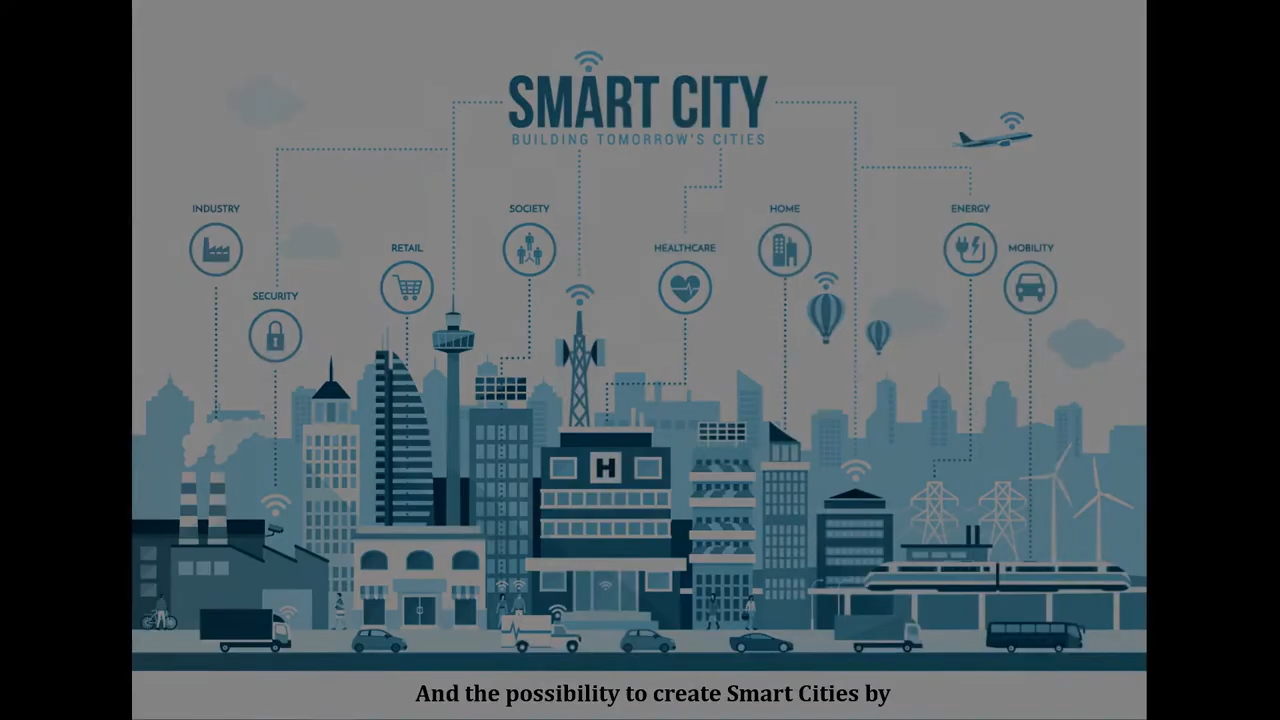 SMART CITY
BUILDING TOMORROW'S CITIES
INDUSTRY
SOCIETY
HOME
ENERGY
RETAIL
HEALTHCARE
MOBILITY
SECURITY
H
And the possibility to create Smart Cities by